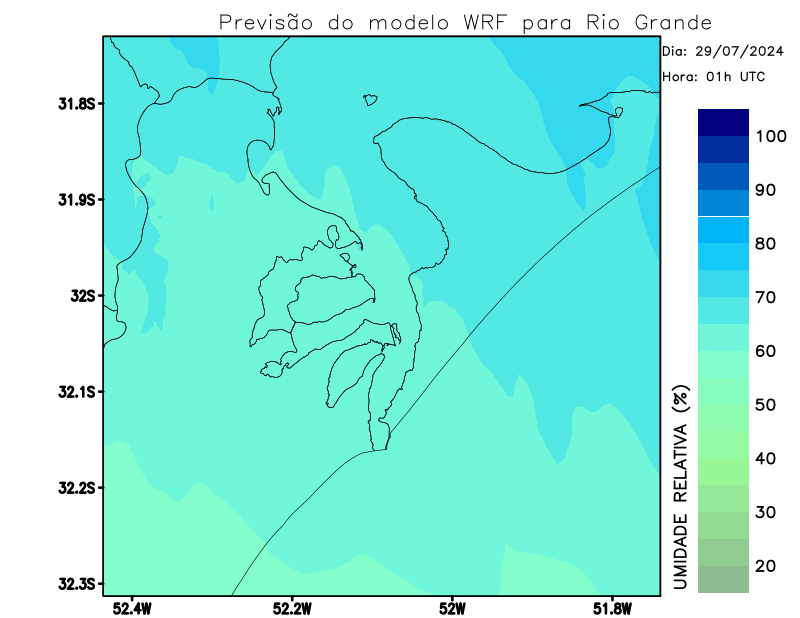 Previsão do modelo WRF para Rio Grande
Dia: 29/07/2024
Hora: 01h UTC
31.8S
31.9S
32S
32.1S
32.2S
32.3S
52.4W
52.2W
52W
51.8W
100
90
80
70
60
50
40
30
20
UMIDADE RELATIVA (%)